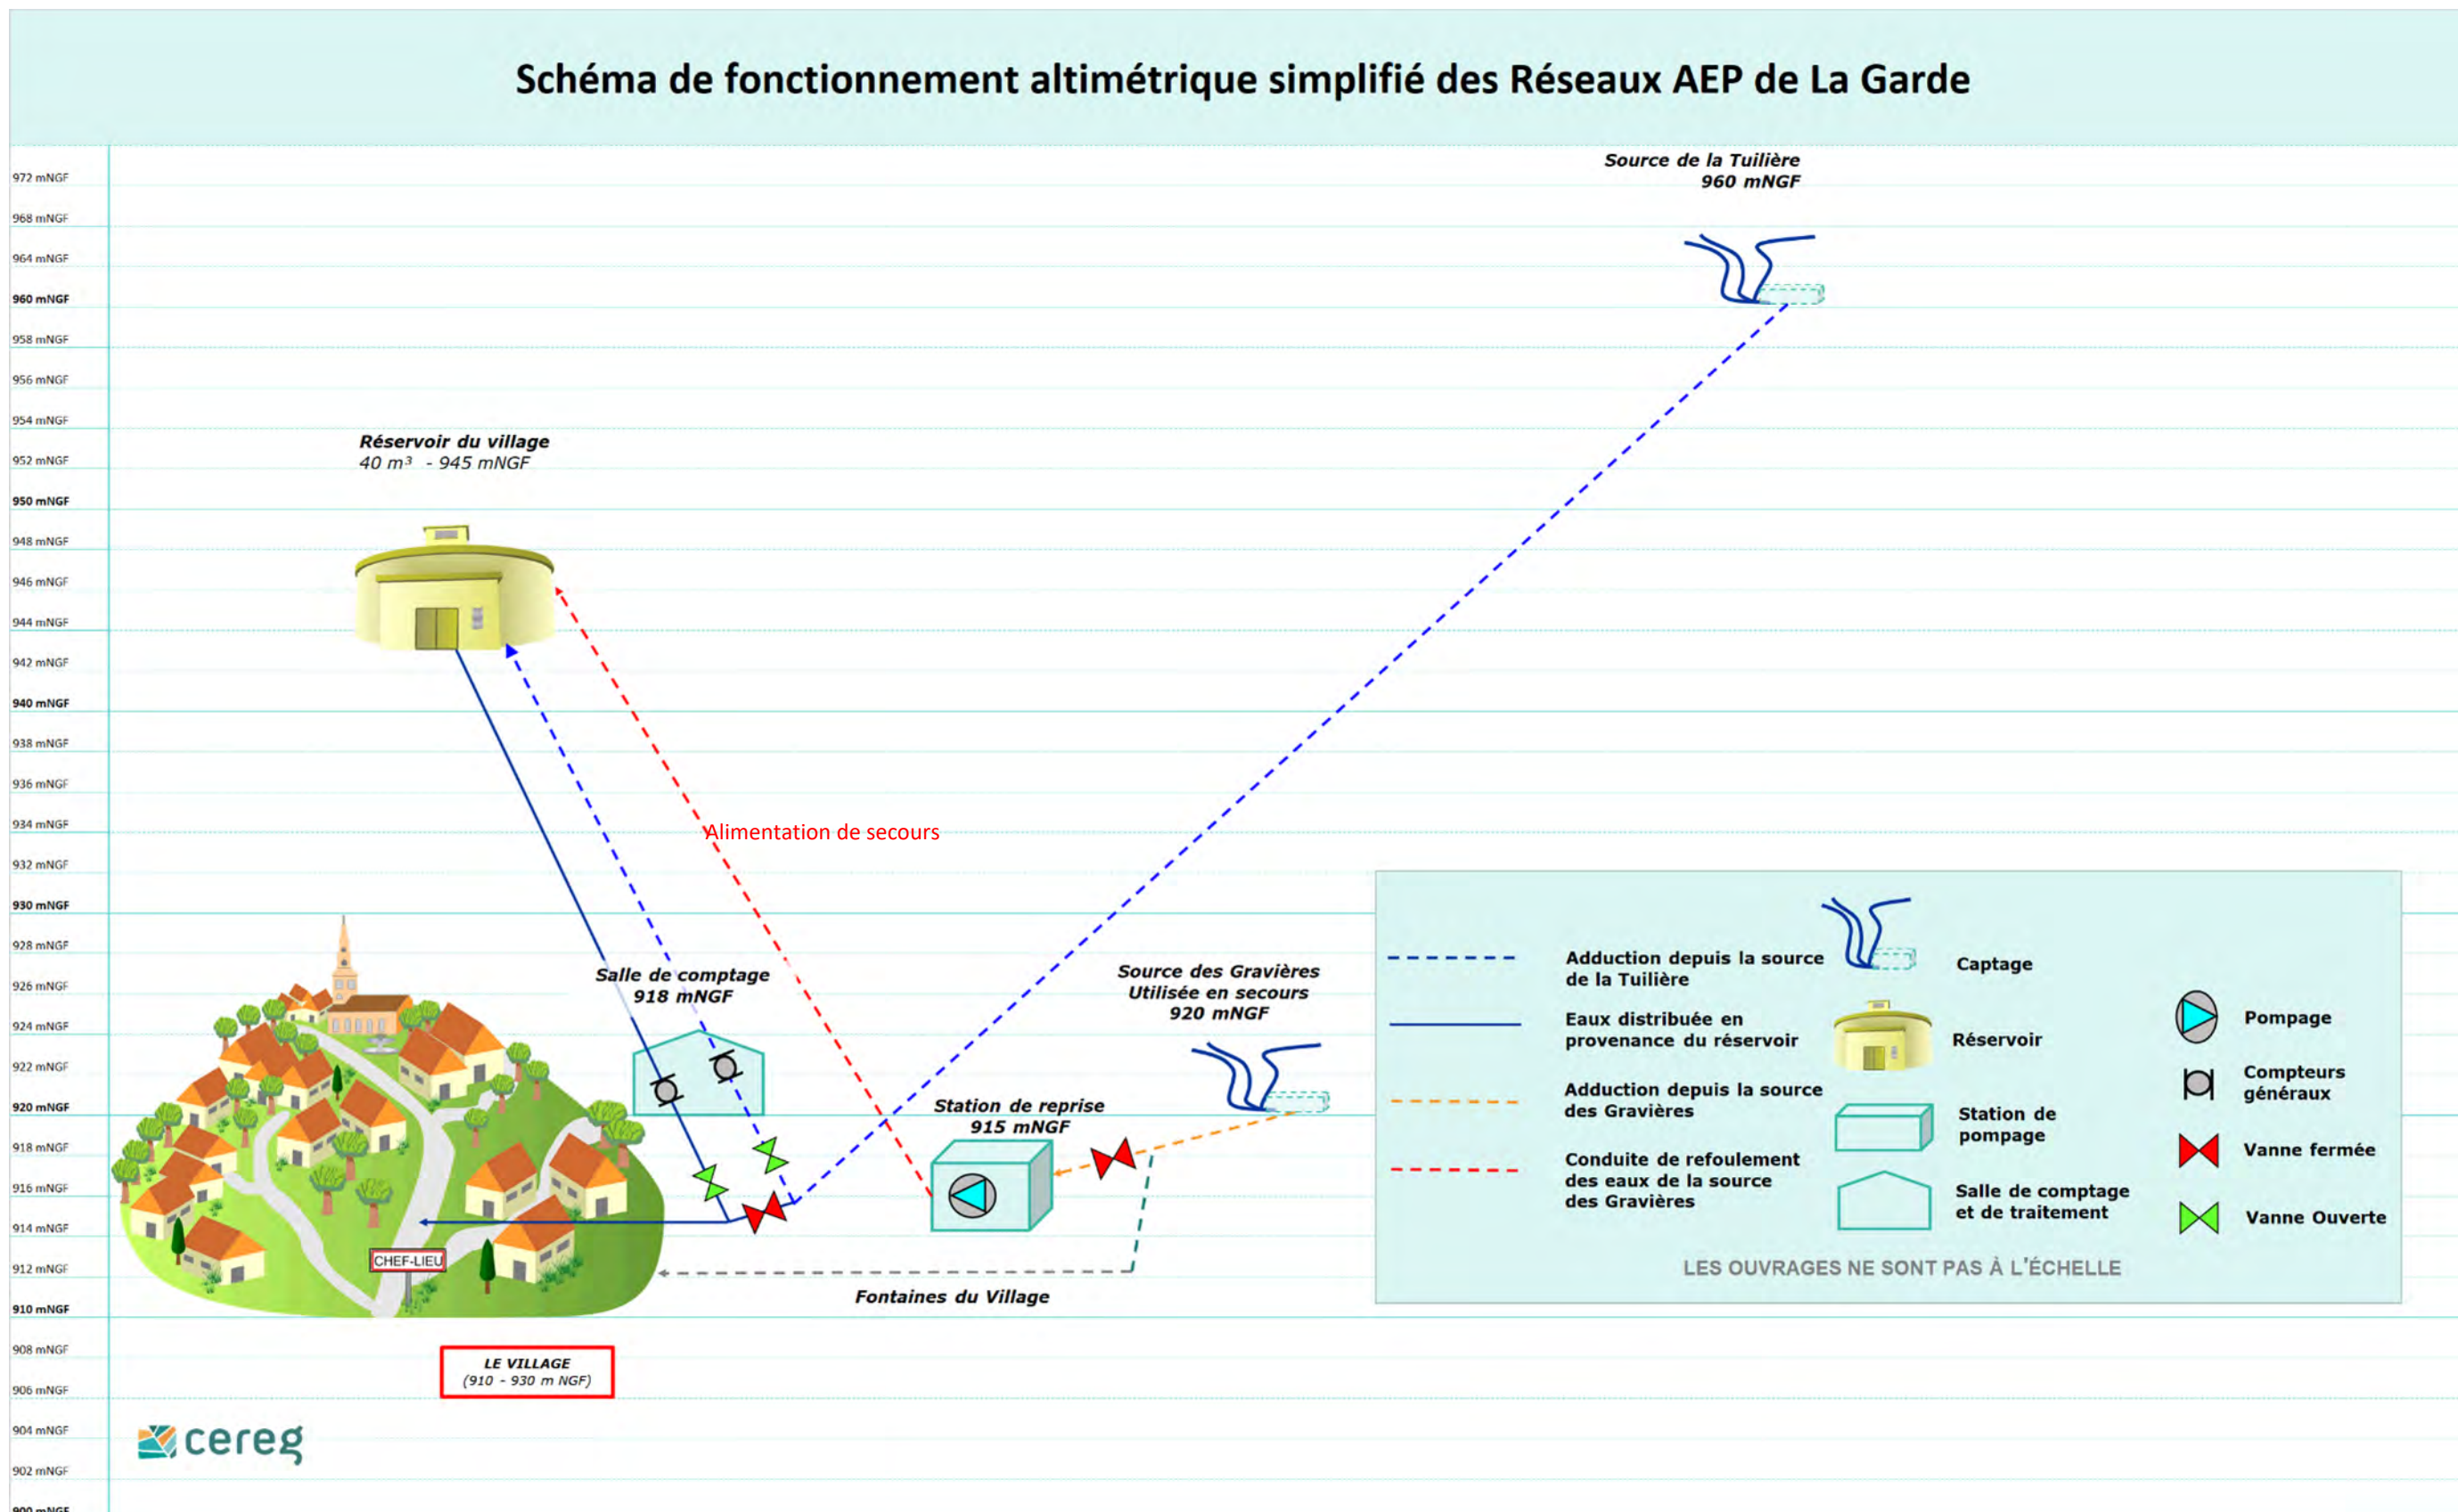 Schéma de fonctionnement altimétrique simplifié des Réseaux AEP de La Garde
972 mNGF
968 mNGF
964 mNGF
960 mNGF
958 mNGF
956 mNGF
954 mNGF
952 mNGF
950 mNGF
948 mNGF
946 mNGF
944 mNGF
942 mNGF
940 mNGF
938 mNGF
936 mNGF
934 mNGF
932 mNGF
930 mNGF
928 mNGF
926 mNGF
924 mNGF
922 mNGF
920 mNGF
918 mNGF
916 mNGF
914 mNGF
912 mNGF
910 mNGF
908 mNGF
906 mNGF
904 mNGF
902 mNGF
900 mNGF
Source de la Tuilière
960 mNGF
Réservoir du village
40 m³ - 945 mNGF
Alimentation de secours
Salle de comptage
918 mNGF
Source des Gravières
Utilisée en secours
920 mNGF
Station de reprise
915 mNGF
CHEF-LIEU
Fontaines du Village
LE VILLAGE
(910 - 930 m NGF)
cereg
Adduction depuis la source
de la Tuilière
Eaux distribuée en
provenance du réservoir
Adduction depuis la source
des Gravières
Conduite de refoulement
des eaux de la source
des Gravières
Captage
Réservoir
Station de
pompage
Salle de comptage
et de traitement
Pompage
Compteurs
généraux
Vanne fermée
Vanne Ouverte
LES OUVRAGES NE SONT PAS À L'ÉCHELLE